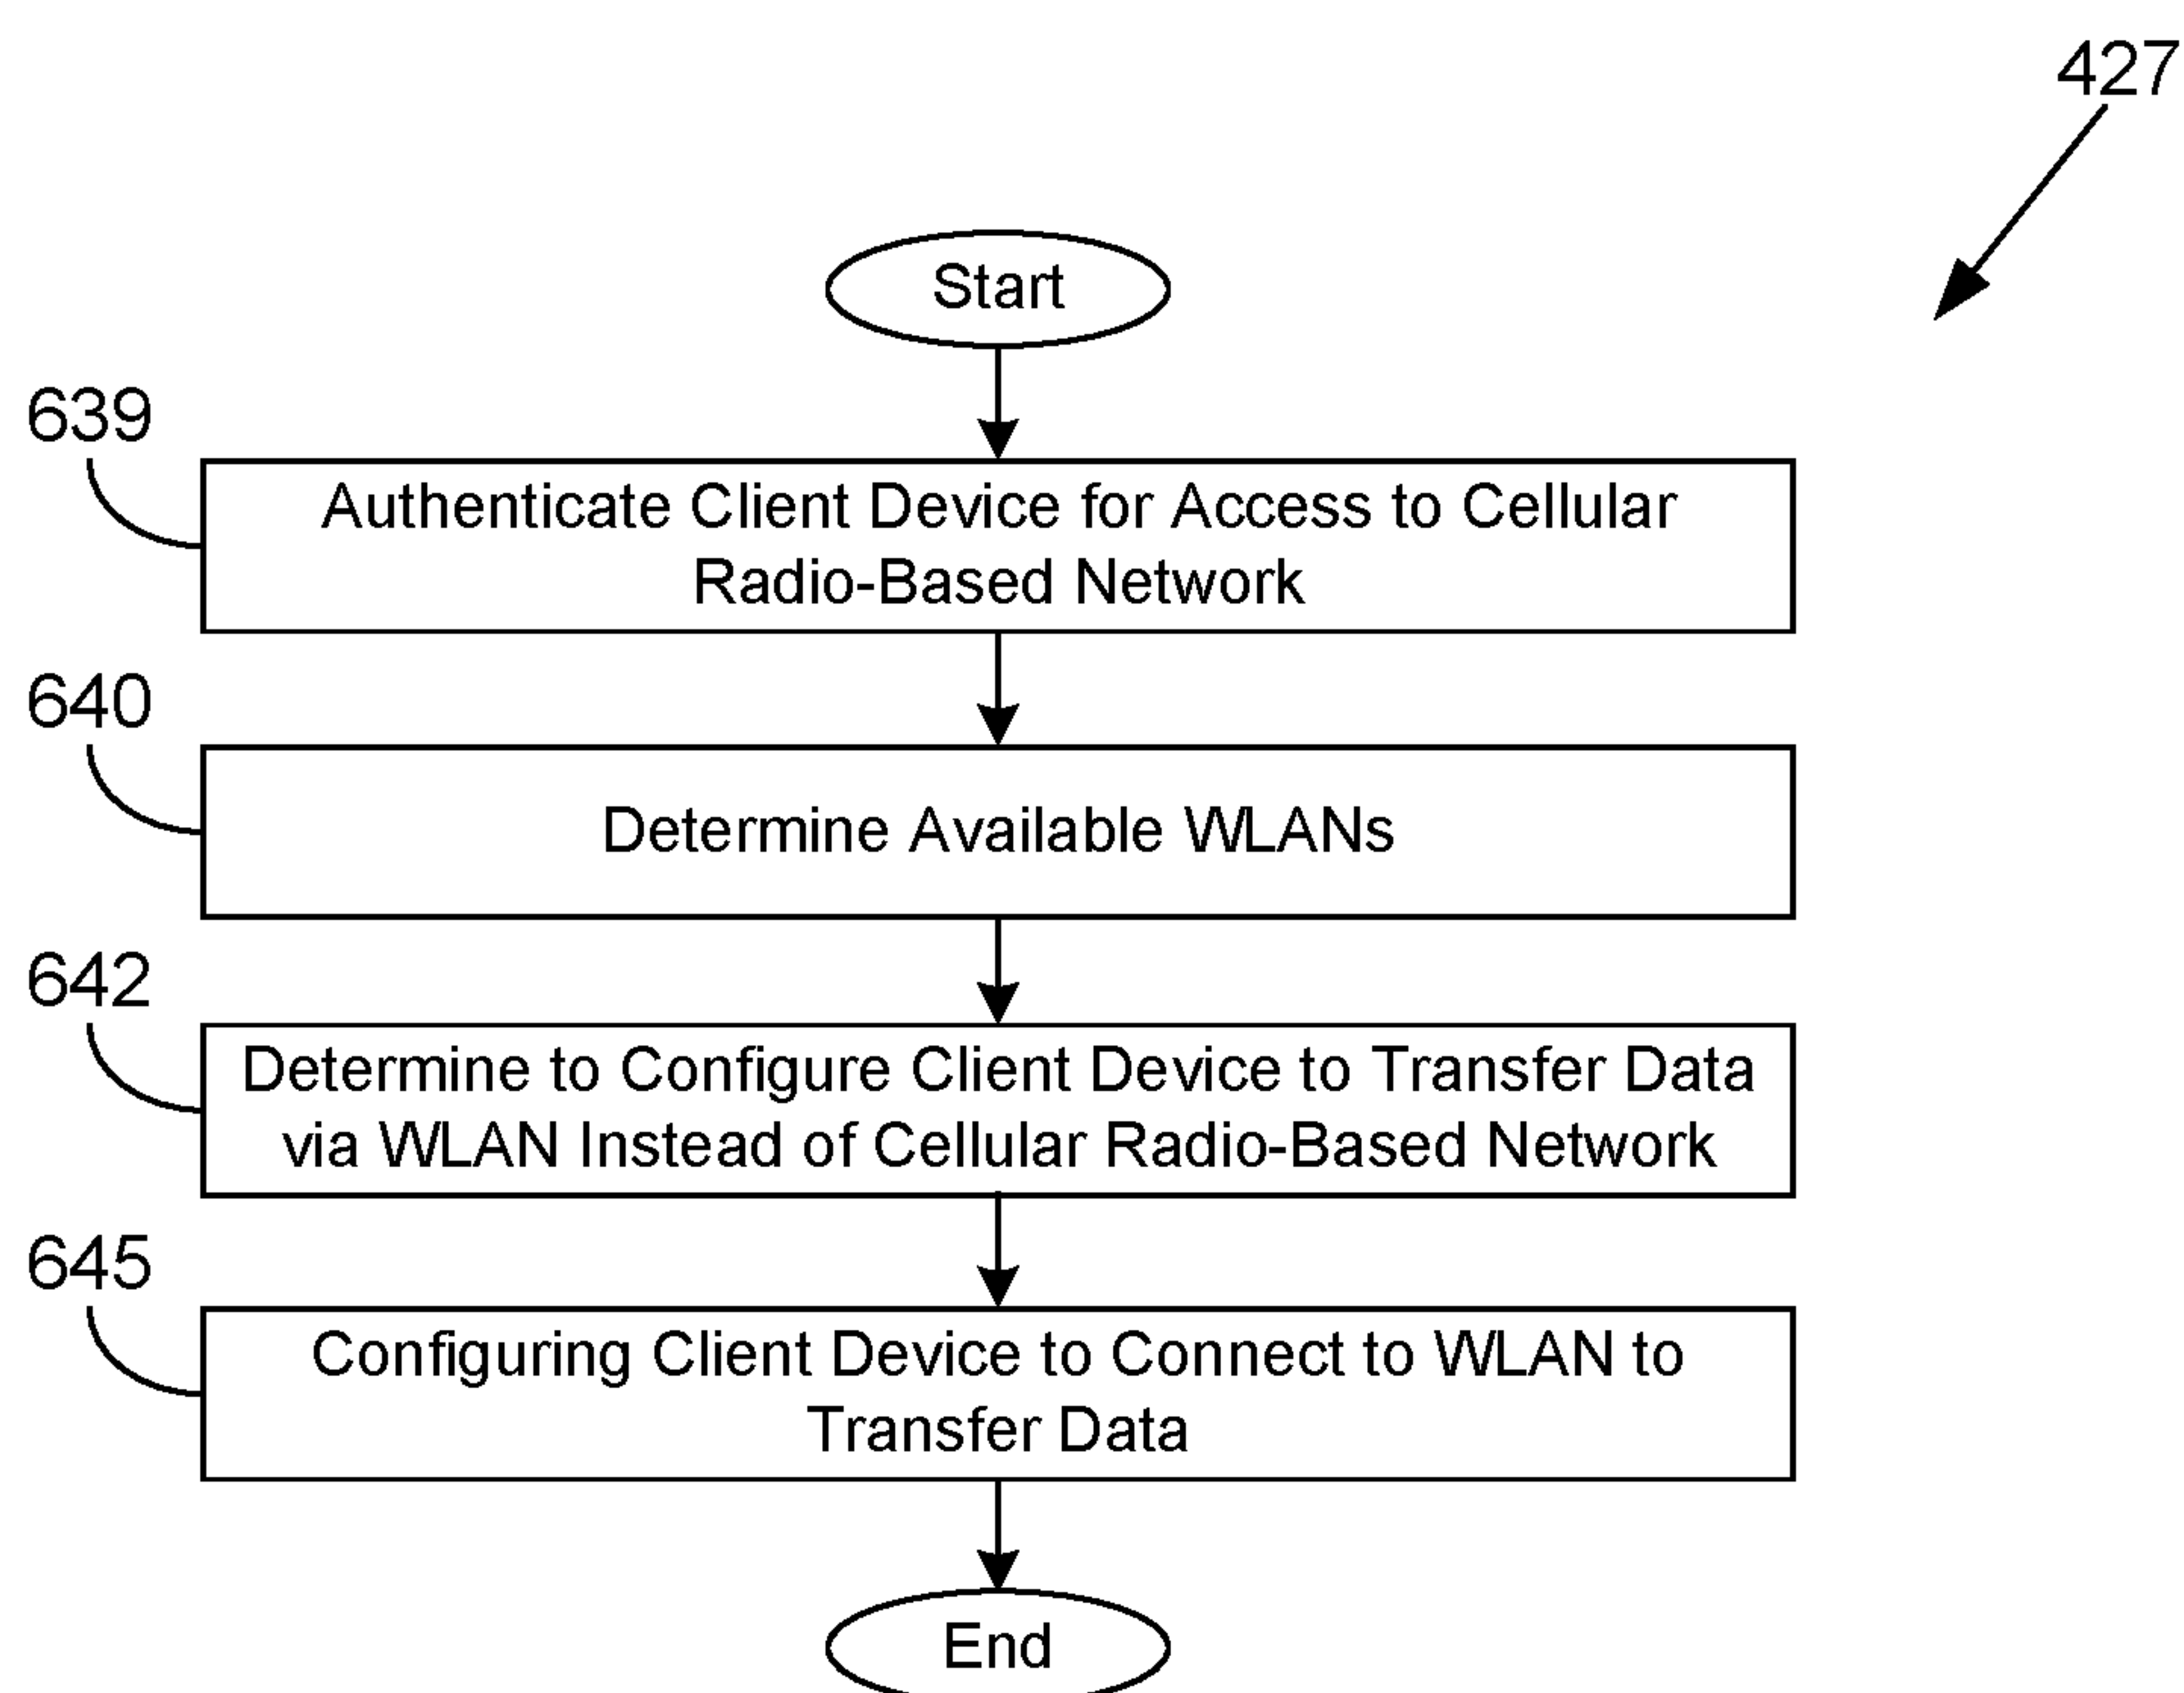 427
Start
639
Authenticate Client Device for Access to Cellular
Radio-Based Network
640
Determine Available WLANs
642
Determine to Configure Client Device to Transfer Data
via WLAN Instead of Cellular Radio-Based Network
645
Configuring Client Device to Connect to WLAN to
Transfer Data
End